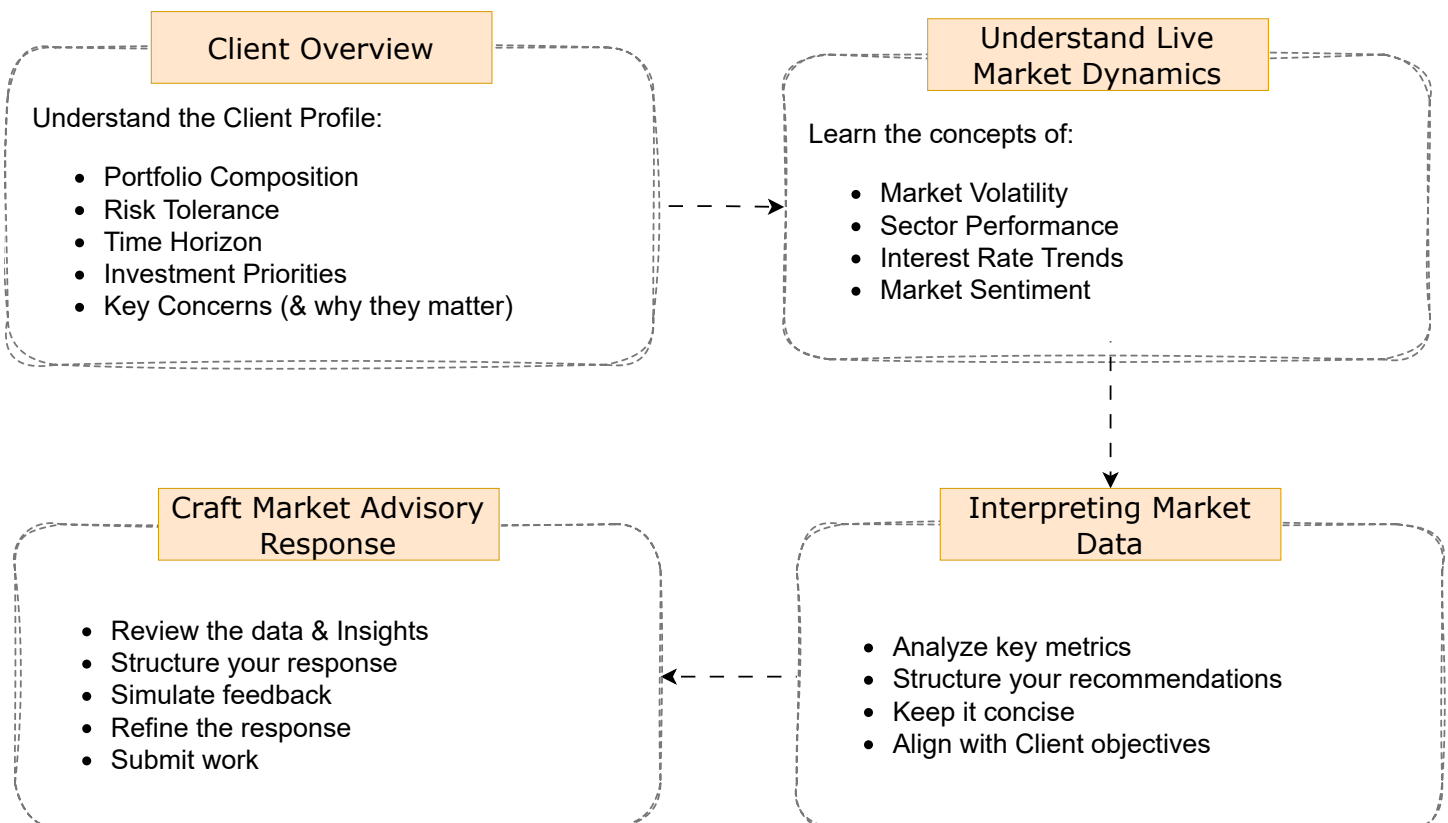 Client Overview
Understand the Client Profile:
• Portfolio Composition
• Risk Tolerance
• Time Horizon
• Investment Priorities
• Key Concerns (& why they matter)
Understand Live
Market Dynamics
Learn the concepts of:
• Market Volatility
• Sector Performance
• Interest Rate Trends
• Market Sentiment
Interpreting Market
Data
• Analyze key metrics
• Structure your recommendations
• Keep it concise
• Align with Client objectives
Craft Market Advisory
Response
• Review the data & Insights
• Structure your response
• Simulate feedback
• Refine the response
• Submit work